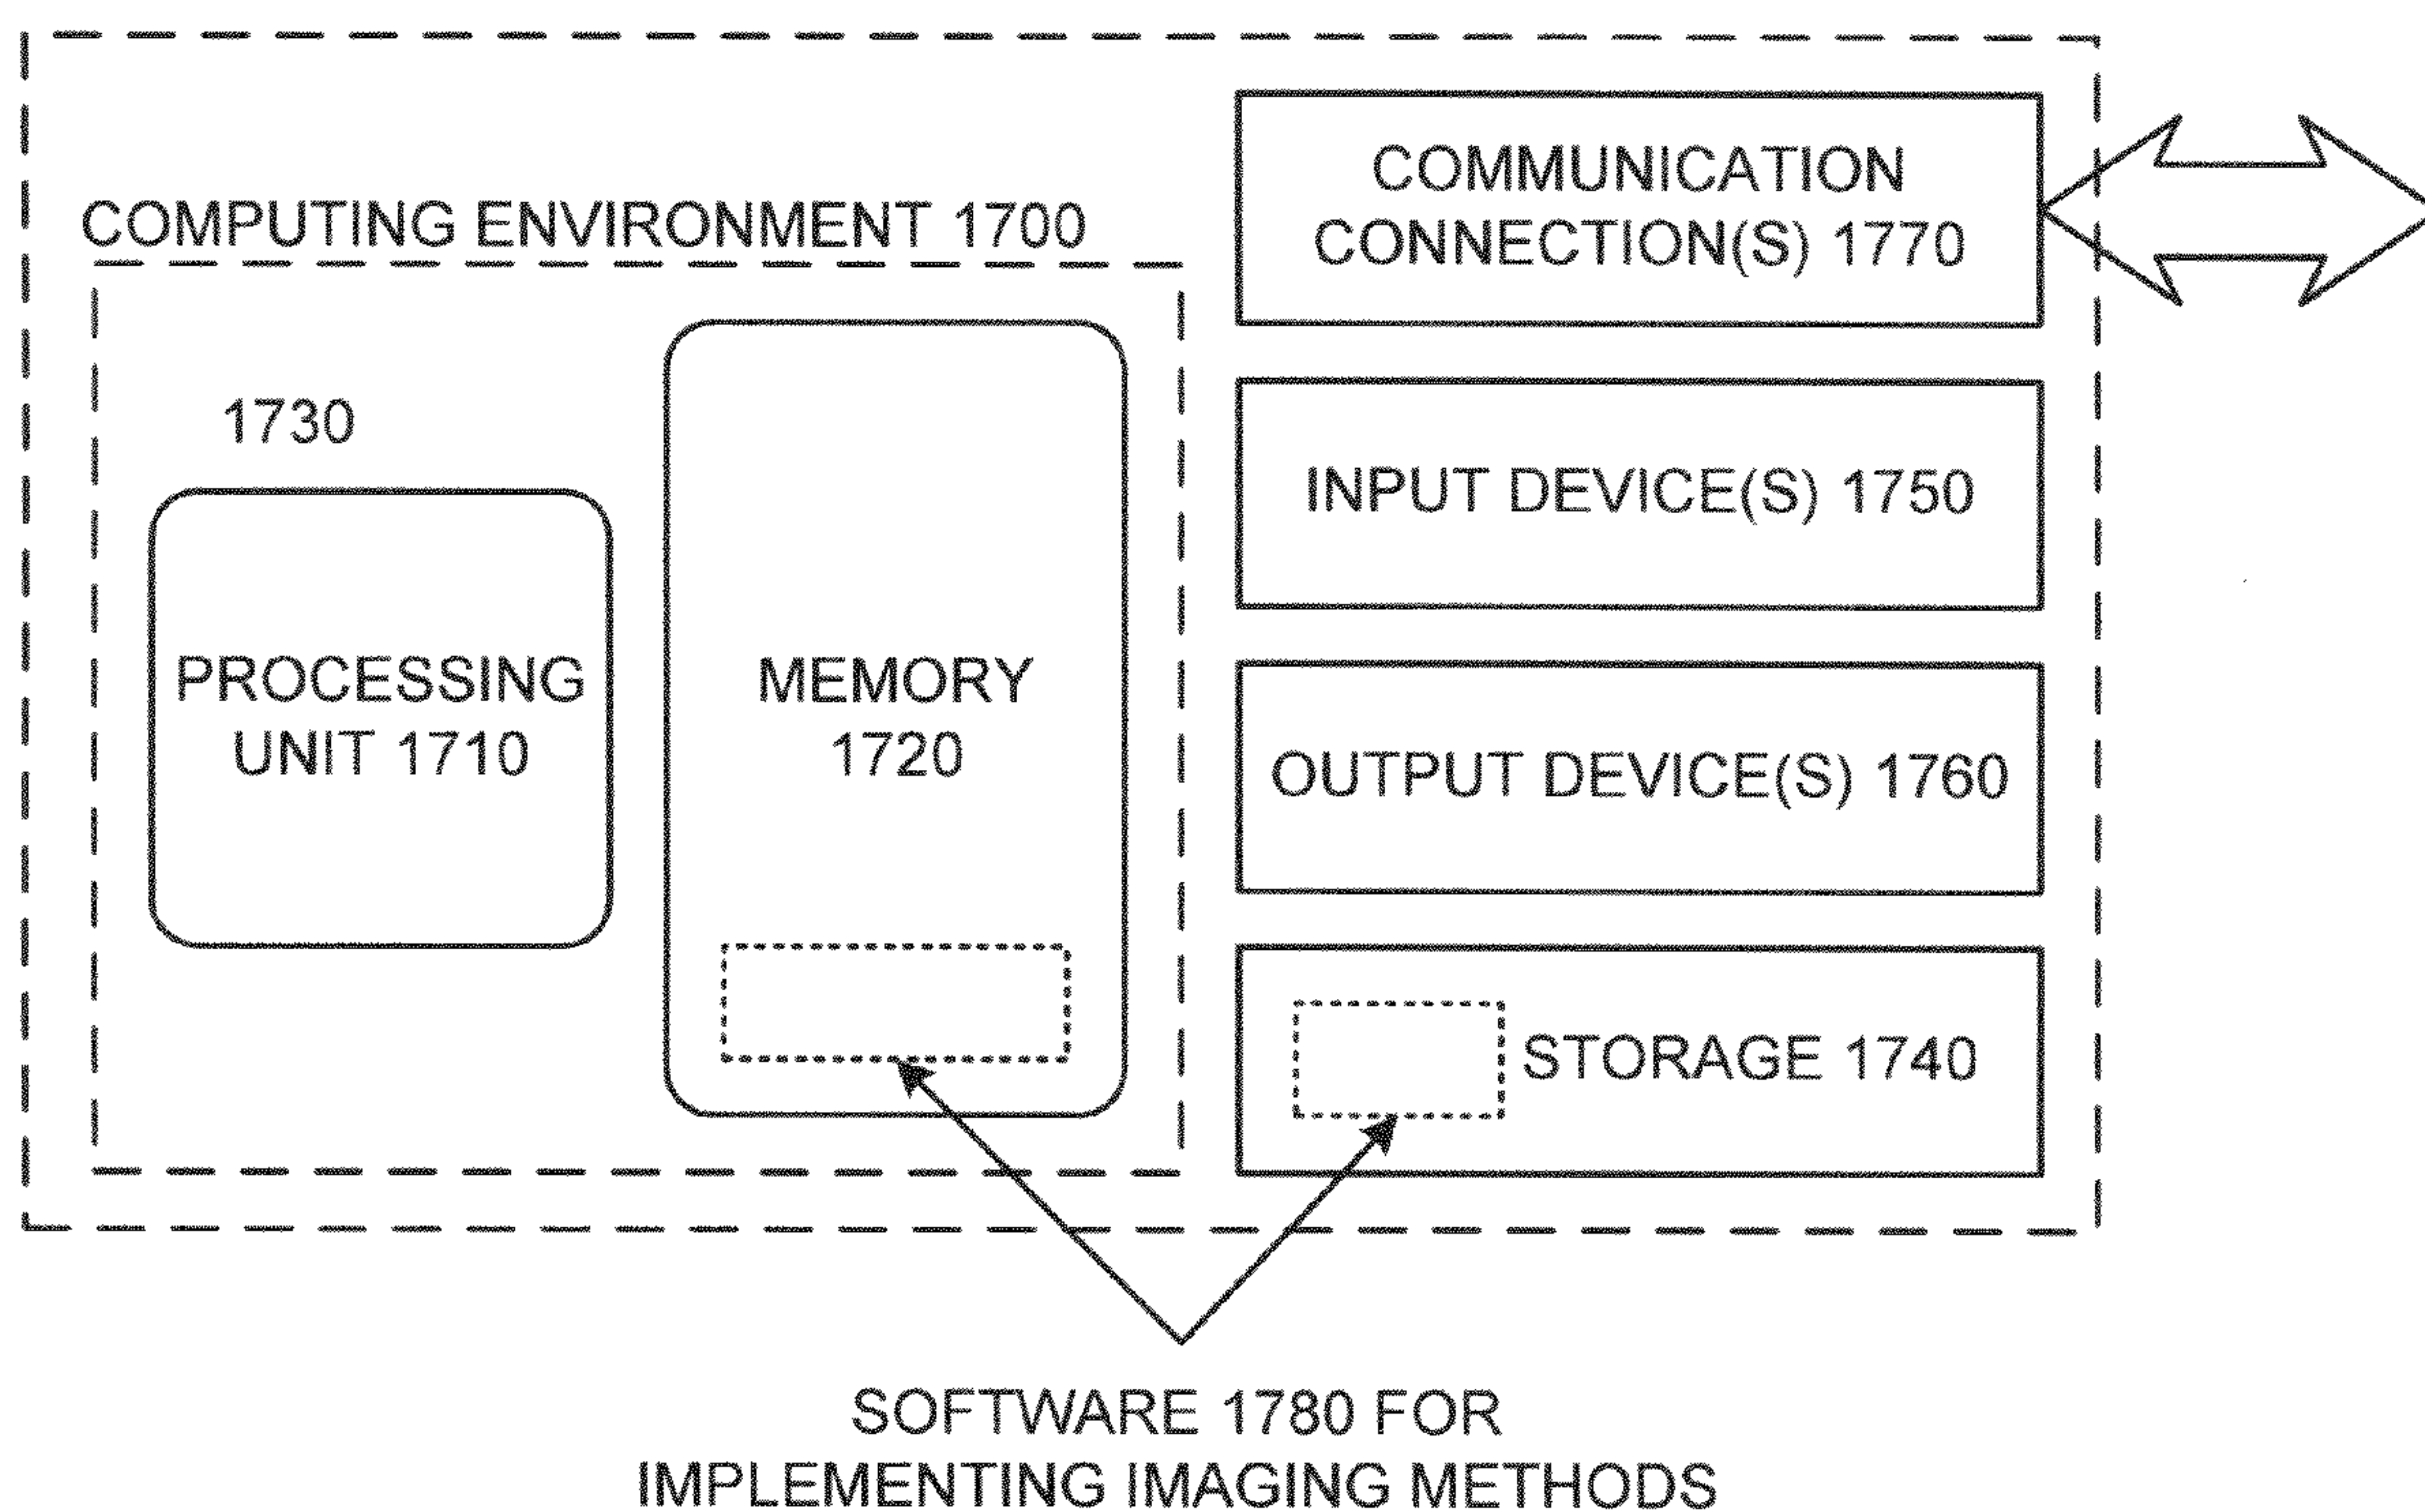 COMPUTING ENVIRONMENT 1700
1730
PROCESSING
UNIT 1710
MEMORY
1720
COMMUNICATION
CONNECTION(S) 1770
INPUT DEVICE(S) 1750
OUTPUT DEVICE(S) 1760
STORAGE 1740
SOFTWARE 1780 FOR
IMPLEMENTING IMAGING METHODS